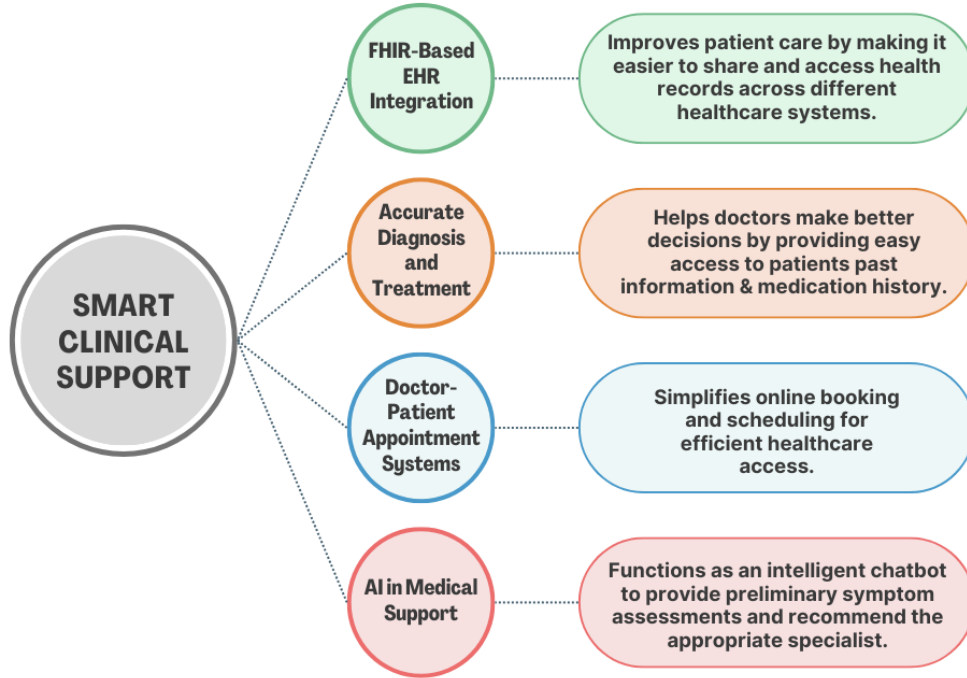 SMART
CLINICAL
SUPPORT
FHIR-Based
EHR
Integration
Improves patient care by making it
easier to share and access health
records across different
healthcare systems.
Accurate
Diagnosis
and
Treatment
Helps doctors make better
decisions by providing easy
access to patients past
information & medication history.
Doctor-
Patient
Appointment
Systems
Simplifies online booking
and scheduling for
efficient healthcare
access.
AI in Medical
Support
Functions as an intelligent chatbot
to provide preliminary symptom
assessments and recommend the
appropriate specialist.